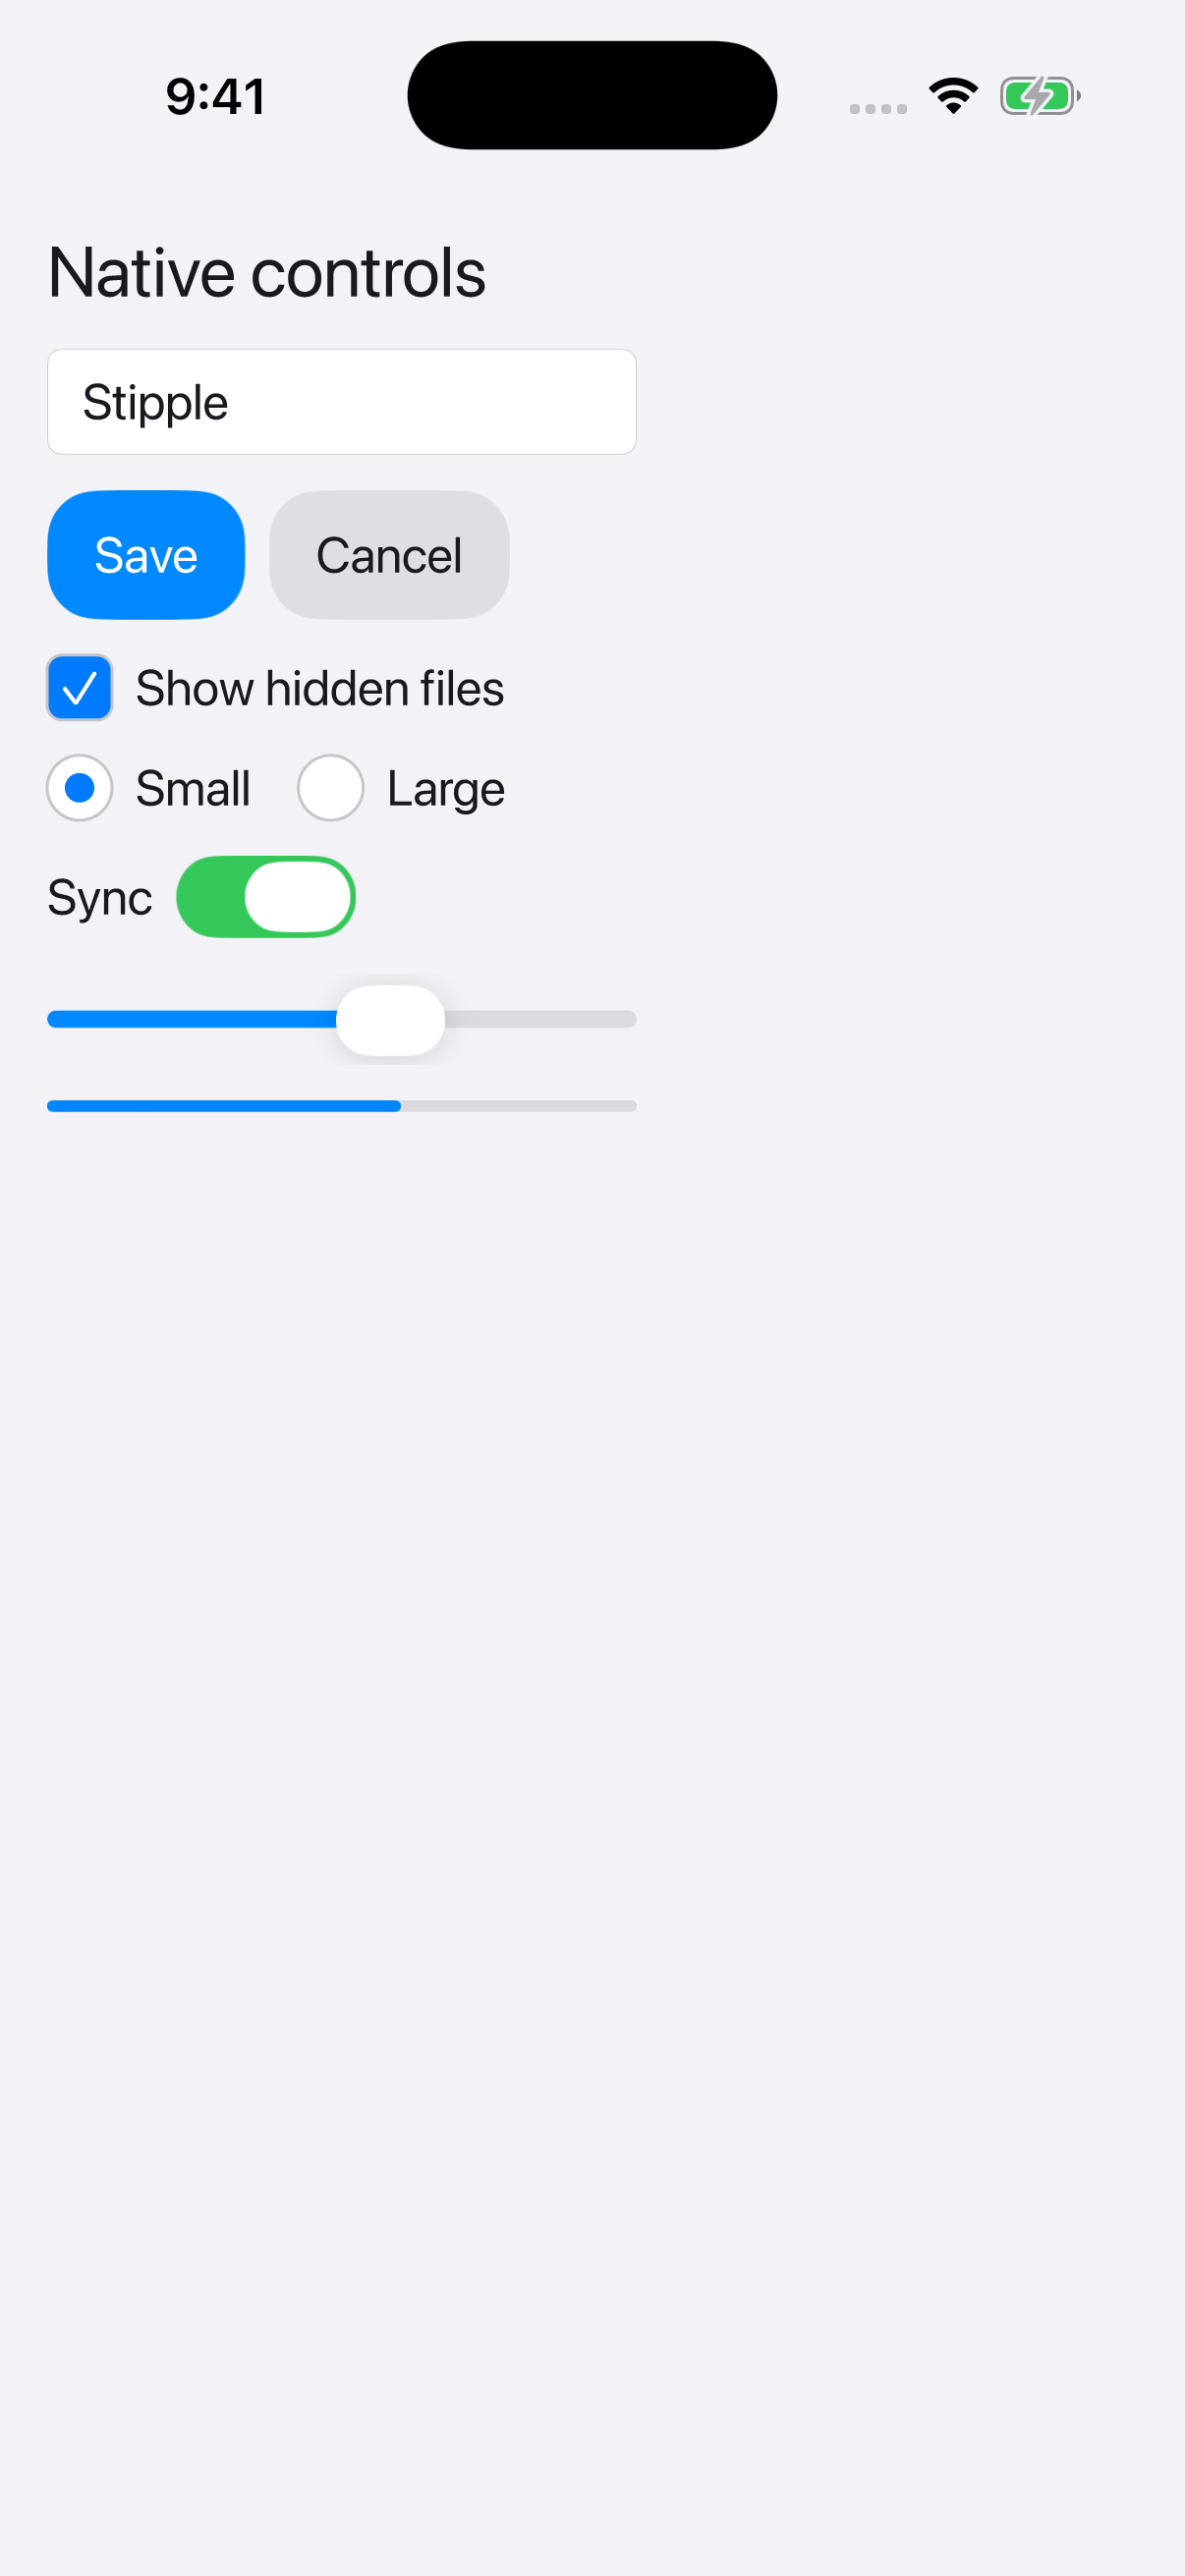 9:41
Native controls
Stipple
Save Cancel
Show hidden files
Small Large
Sync